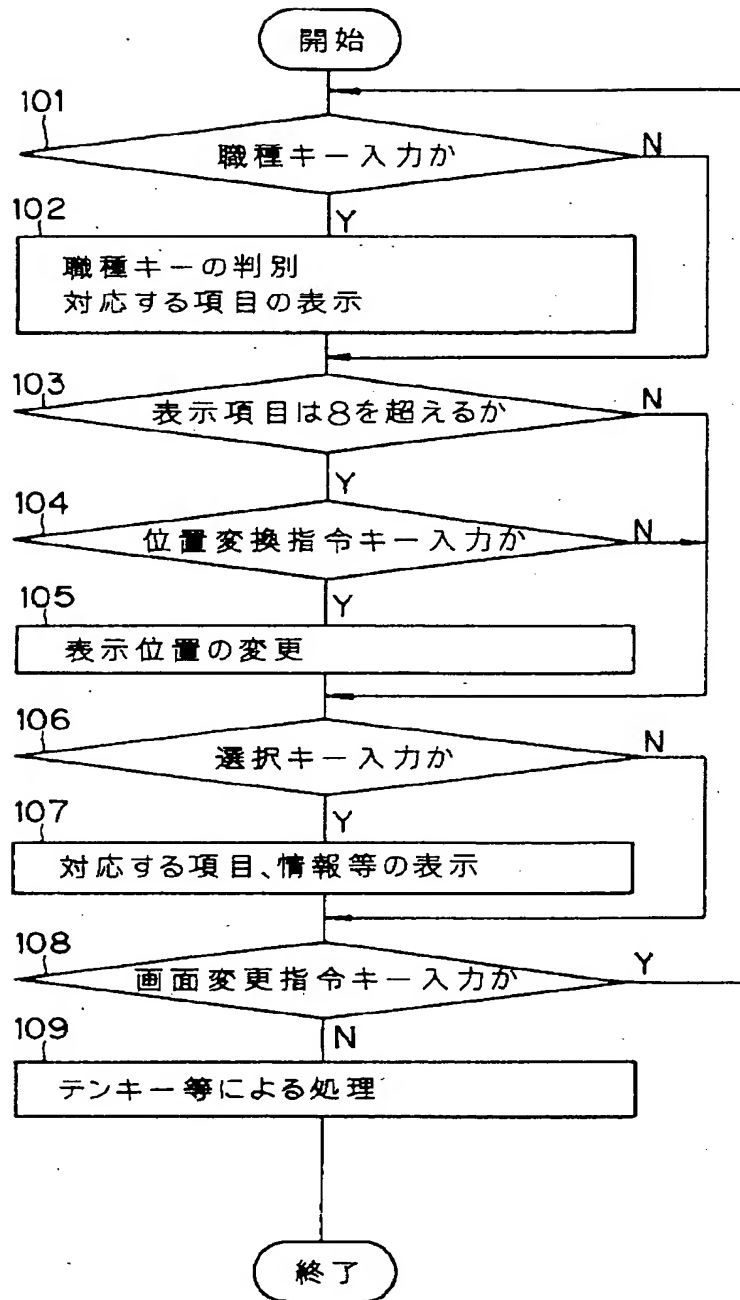 開始
101
職種キー入力か
N
102
Y
職種キーの判別
対応する項目の表示
103
表示項目は8を超えるか
N
Y
104
位置変換指令キー入力か
N
105
Y
表示位置の変更
106
選択キー入力か
N
107
Y
対応する項目、情報等の表示
108
画面変更指令キー入力か
Y
109
N
テンキー等による処理
終了